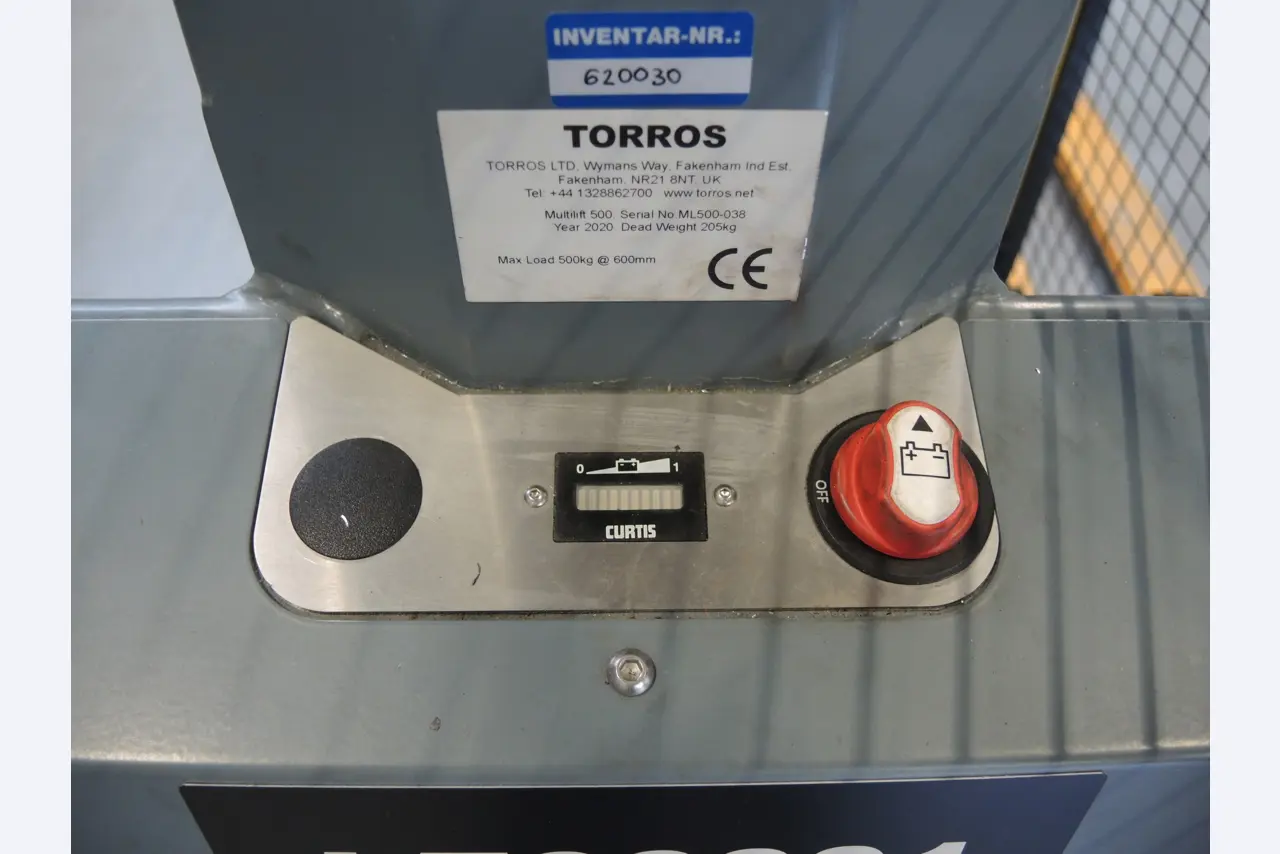 INVENTAR-NR.:
620030
TORROS
TORROS LTD, Wymans Way, Fakenham Ind Est,
Fakenham, NR21 8NT, UK
Tel: +44 1328862700 www.torros.net
Multilift 500 Serial No.ML500-038
Year 2020 Dead Weight 205kg
Max Load 500kg @ 600mm CE
0 1
CURTIS
OFF
+ -